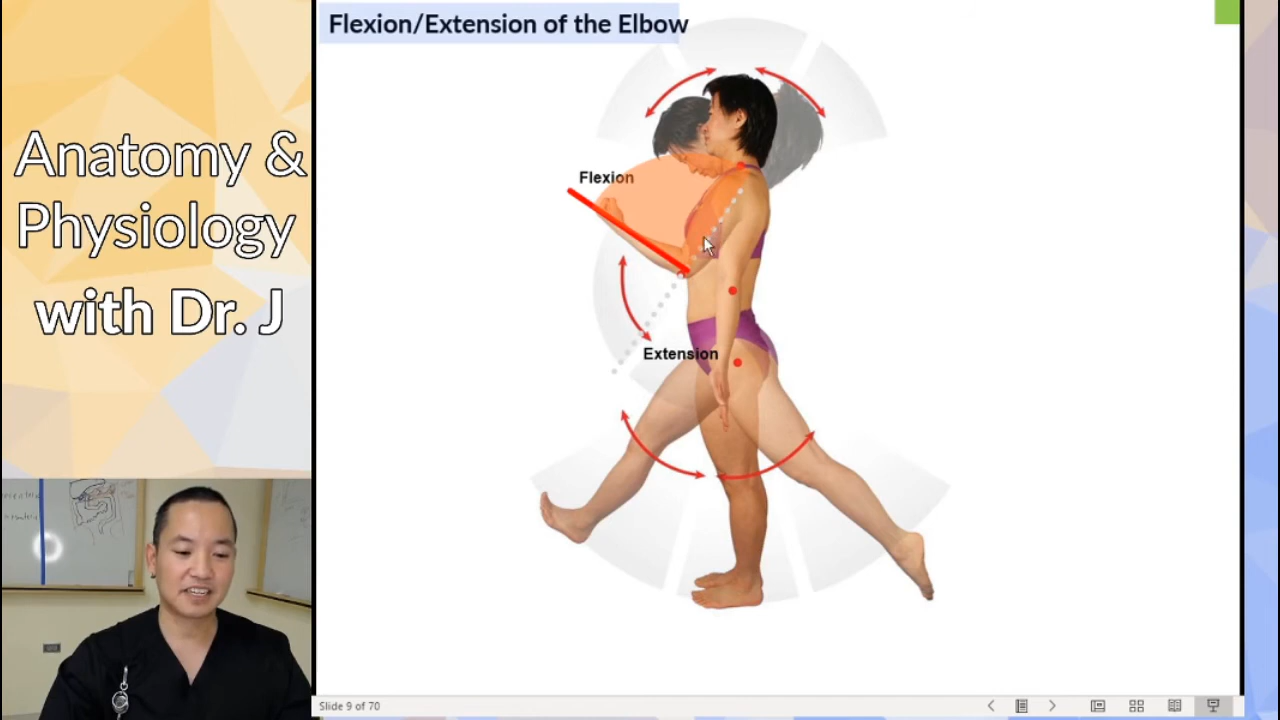 Flexion/Extension of the Elbow
Anatomy &
Physiology
with Dr. J
Flexion
Extension
Slide 9 of 70